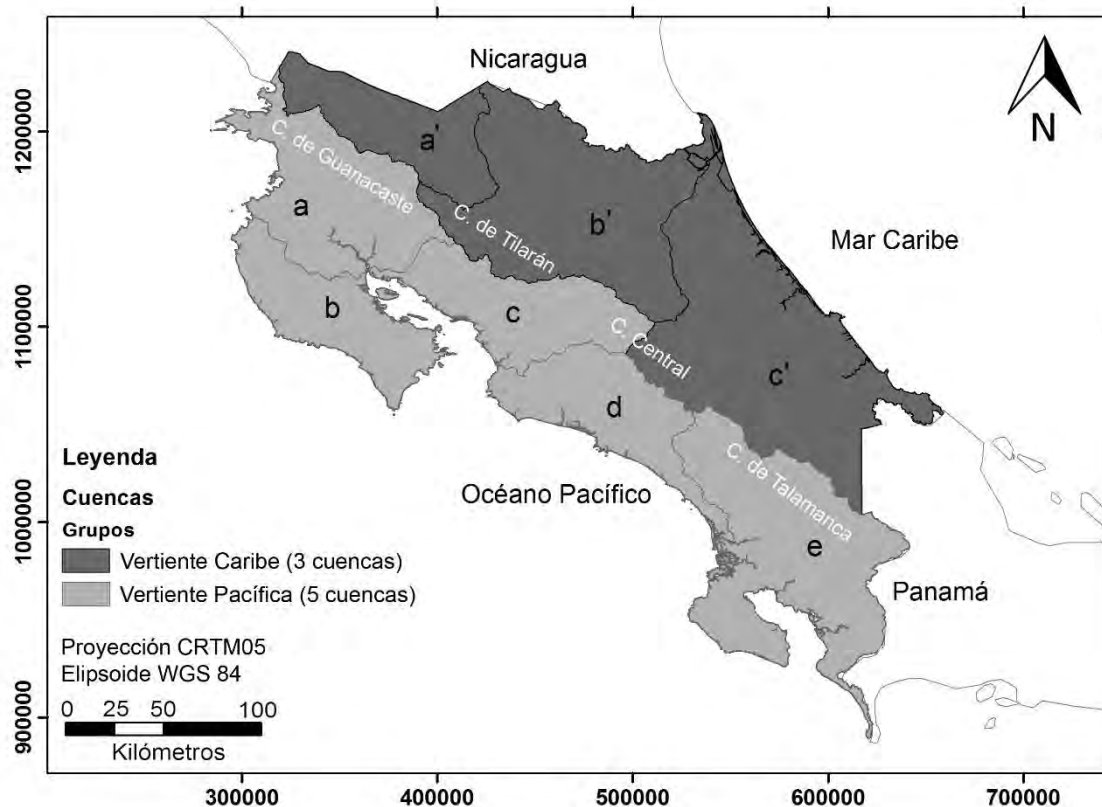 Nicaragua
N
C. de Guanacaste
a'
a
C. de Tilarán
b'
Mar Caribe
b
c
C. Central
c'
d
C. de Talamanca
Océano Pacífico
e
Panamá
Leyenda
Cuencas
Grupos
Vertiente Caribe (3 cuencas)
Vertiente Pacífica (5 cuencas)
Proyección CRTM05
Elipsoide WGS 84
0 25 50 100
Kilómetros
1200000
1100000
1000000
900000
300000 400000 500000 600000 700000